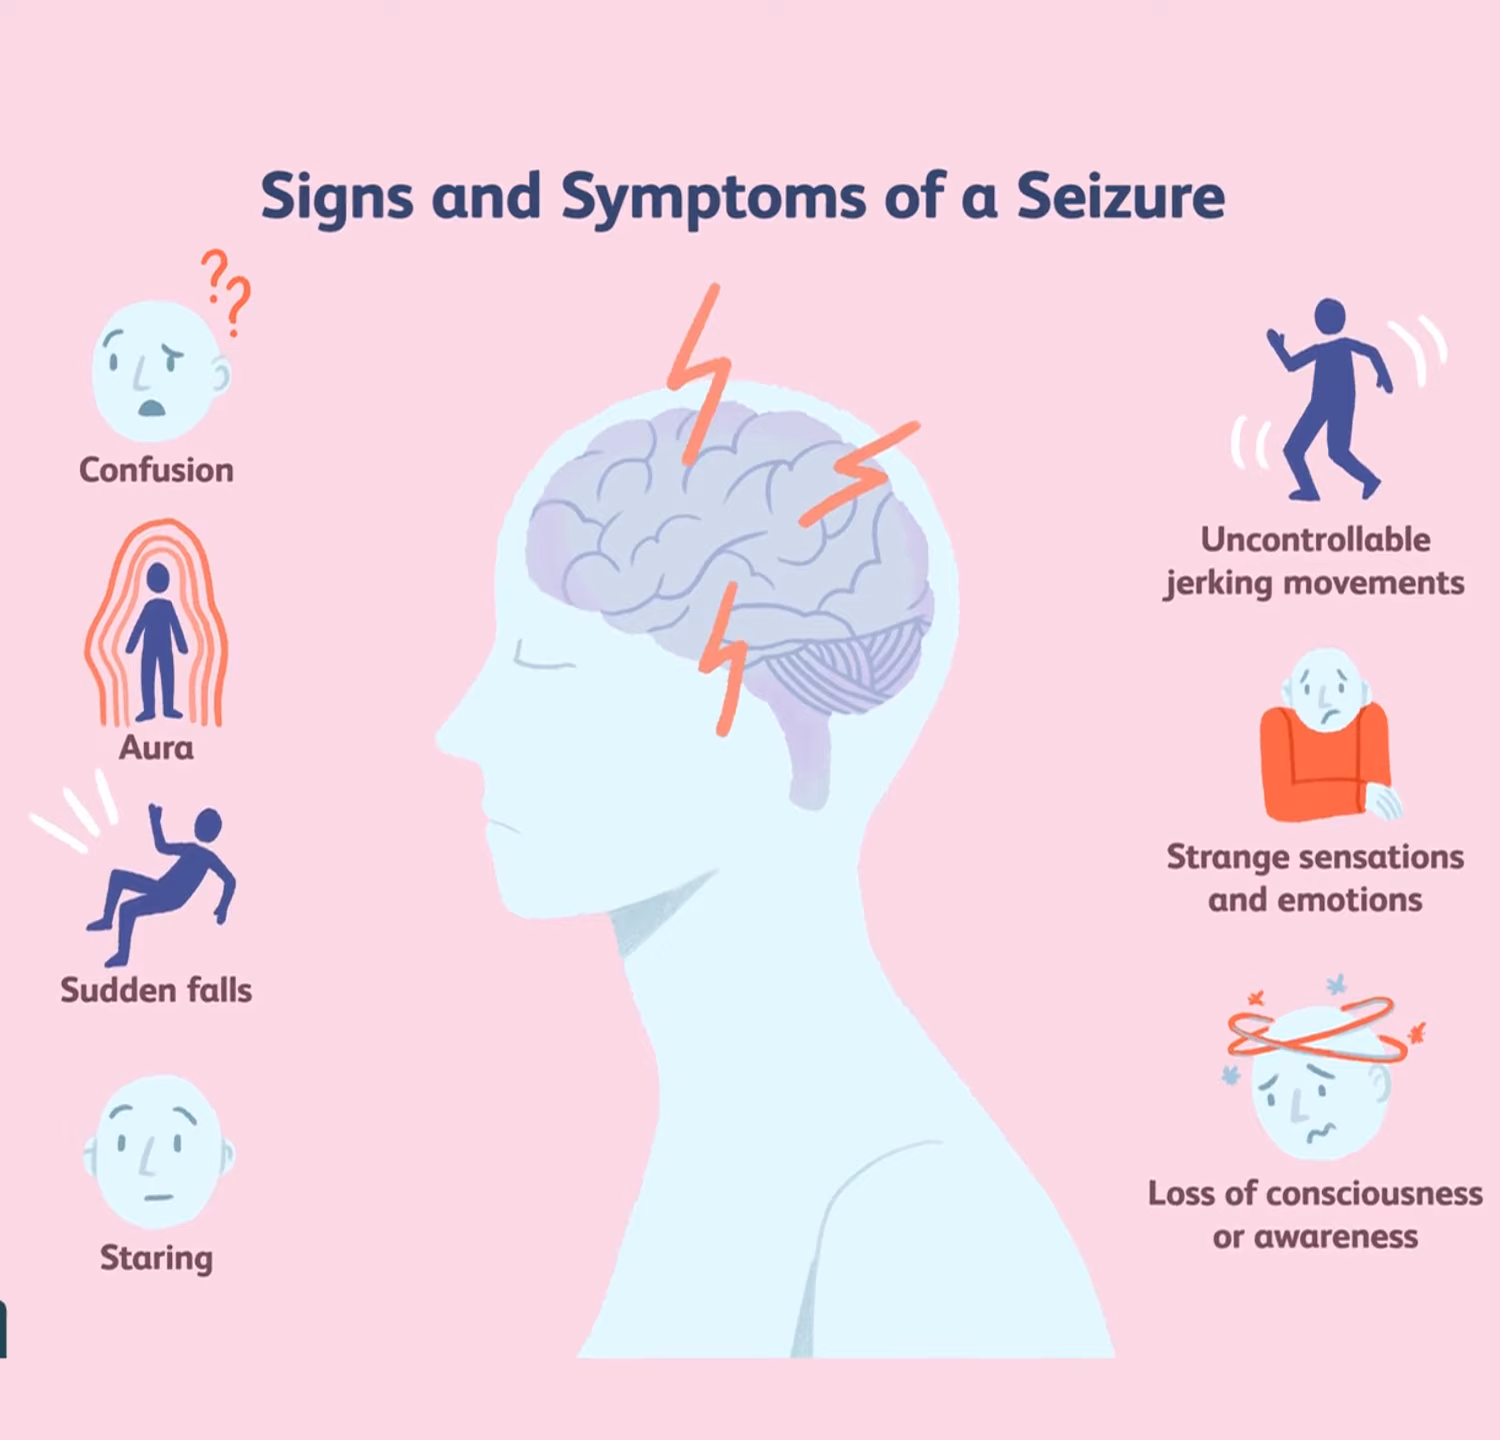 Signs and Symptoms of a Seizure
??
Confusion
Aura
Sudden falls
Staring
Uncontrollable
jerking movements
Strange sensations
and emotions
Loss of consciousness
or awareness